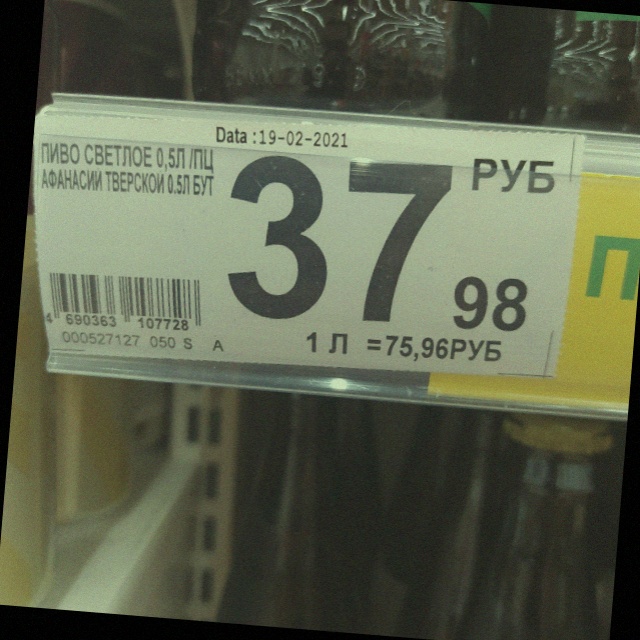 Data :19-02-2021
ПИВО СВЕТЛОЕ 0,5Л /ПЦ
АФАНАСИЙ ТВЕРСКОЙ 0.5Л БУТ
37 98 РУБ
4 690363 107728
000527127 050 S A
1 Л =75,96РУБ
П